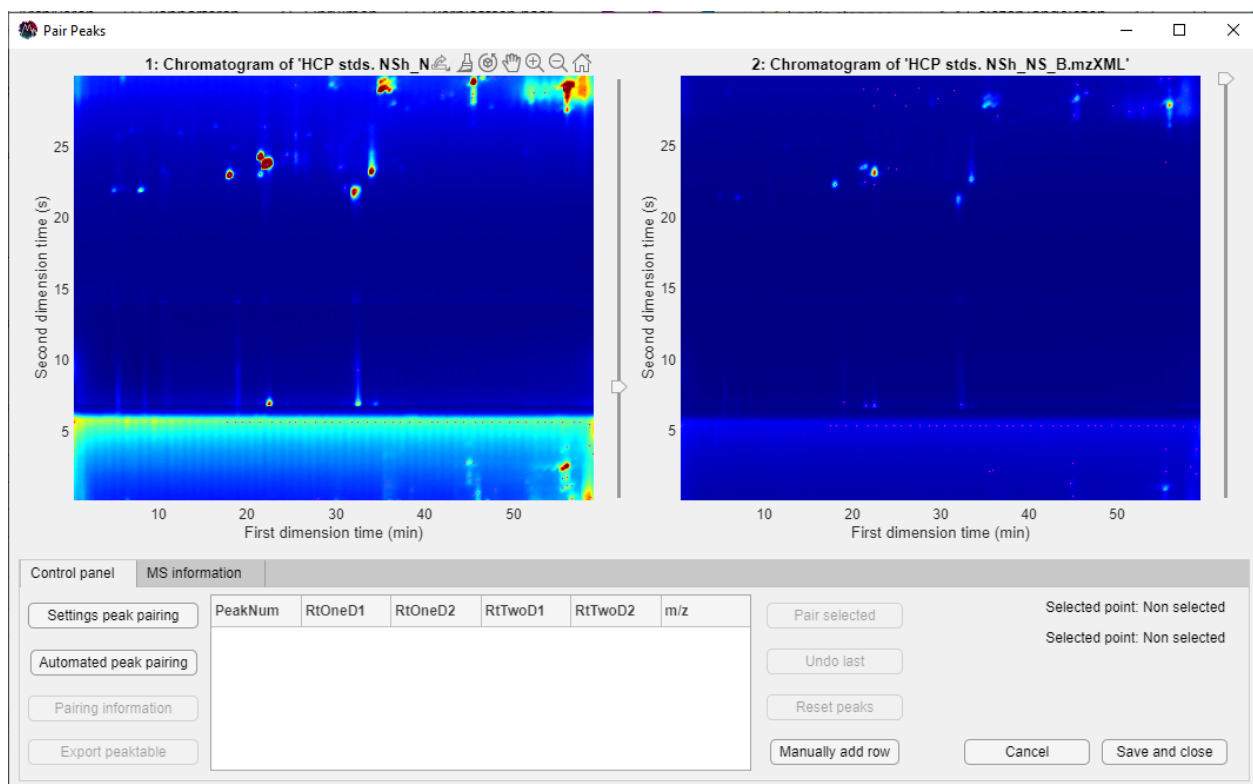 Pair Peaks
1: Chromatogram of 'HCP stds. NSh_N
2: Chromatogram of 'HCP stds. NSh_NS_B.mzXML'
Second dimension time (s)
25
20
15
10
5
10 20 30 40 50
First dimension time (min)
Second dimension time (s)
25
20
15
10
5
10 20 30 40 50
First dimension time (min)
Control panel MS information
Settings peak pairing
Automated peak pairing
Pairing information
Export peaktable
PeakNum RtOneD1 RtOneD2 RtTwoD1 RtTwoD2 m/z
Pair selected
Undo last
Reset peaks
Manually add row
Selected point: Non selected
Selected point: Non selected
Cancel Save and close